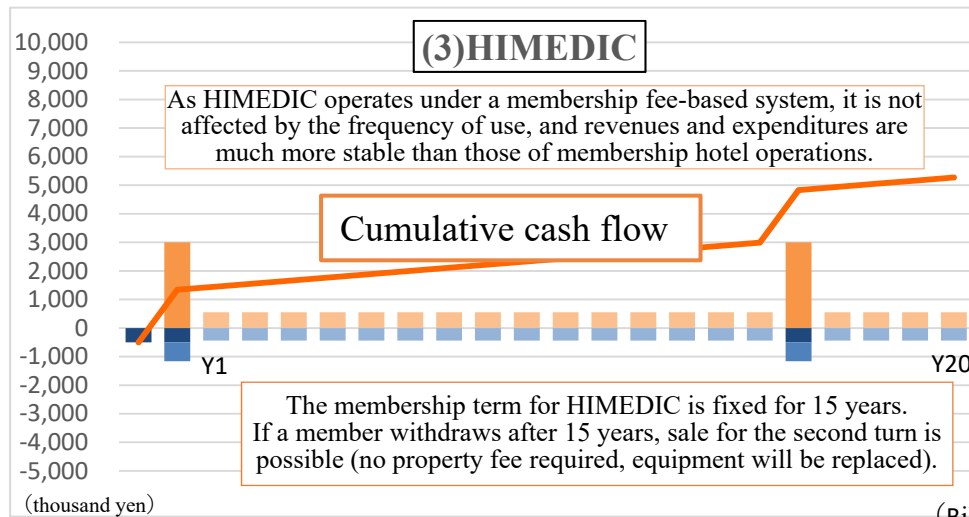 (3)HIMEDIC
As HIMEDIC operates under a membership fee-based system, it is not
affected by the frequency of use, and revenues and expenditures are
much more stable than those of membership hotel operations.
10,000
9,000
8,000
7,000
6,000
5,000
4,000
3,000
2,000
1,000
0
-1,000
-2,000
-3,000
-4,000
-5,000
Cumulative cash flow
Y1
Y20
The membership term for HIMEDIC is fixed for 15 years.
If a member withdraws after 15 years, sale for the second turn is
possible (no property fee required, equipment will be replaced).
(thousand yen)